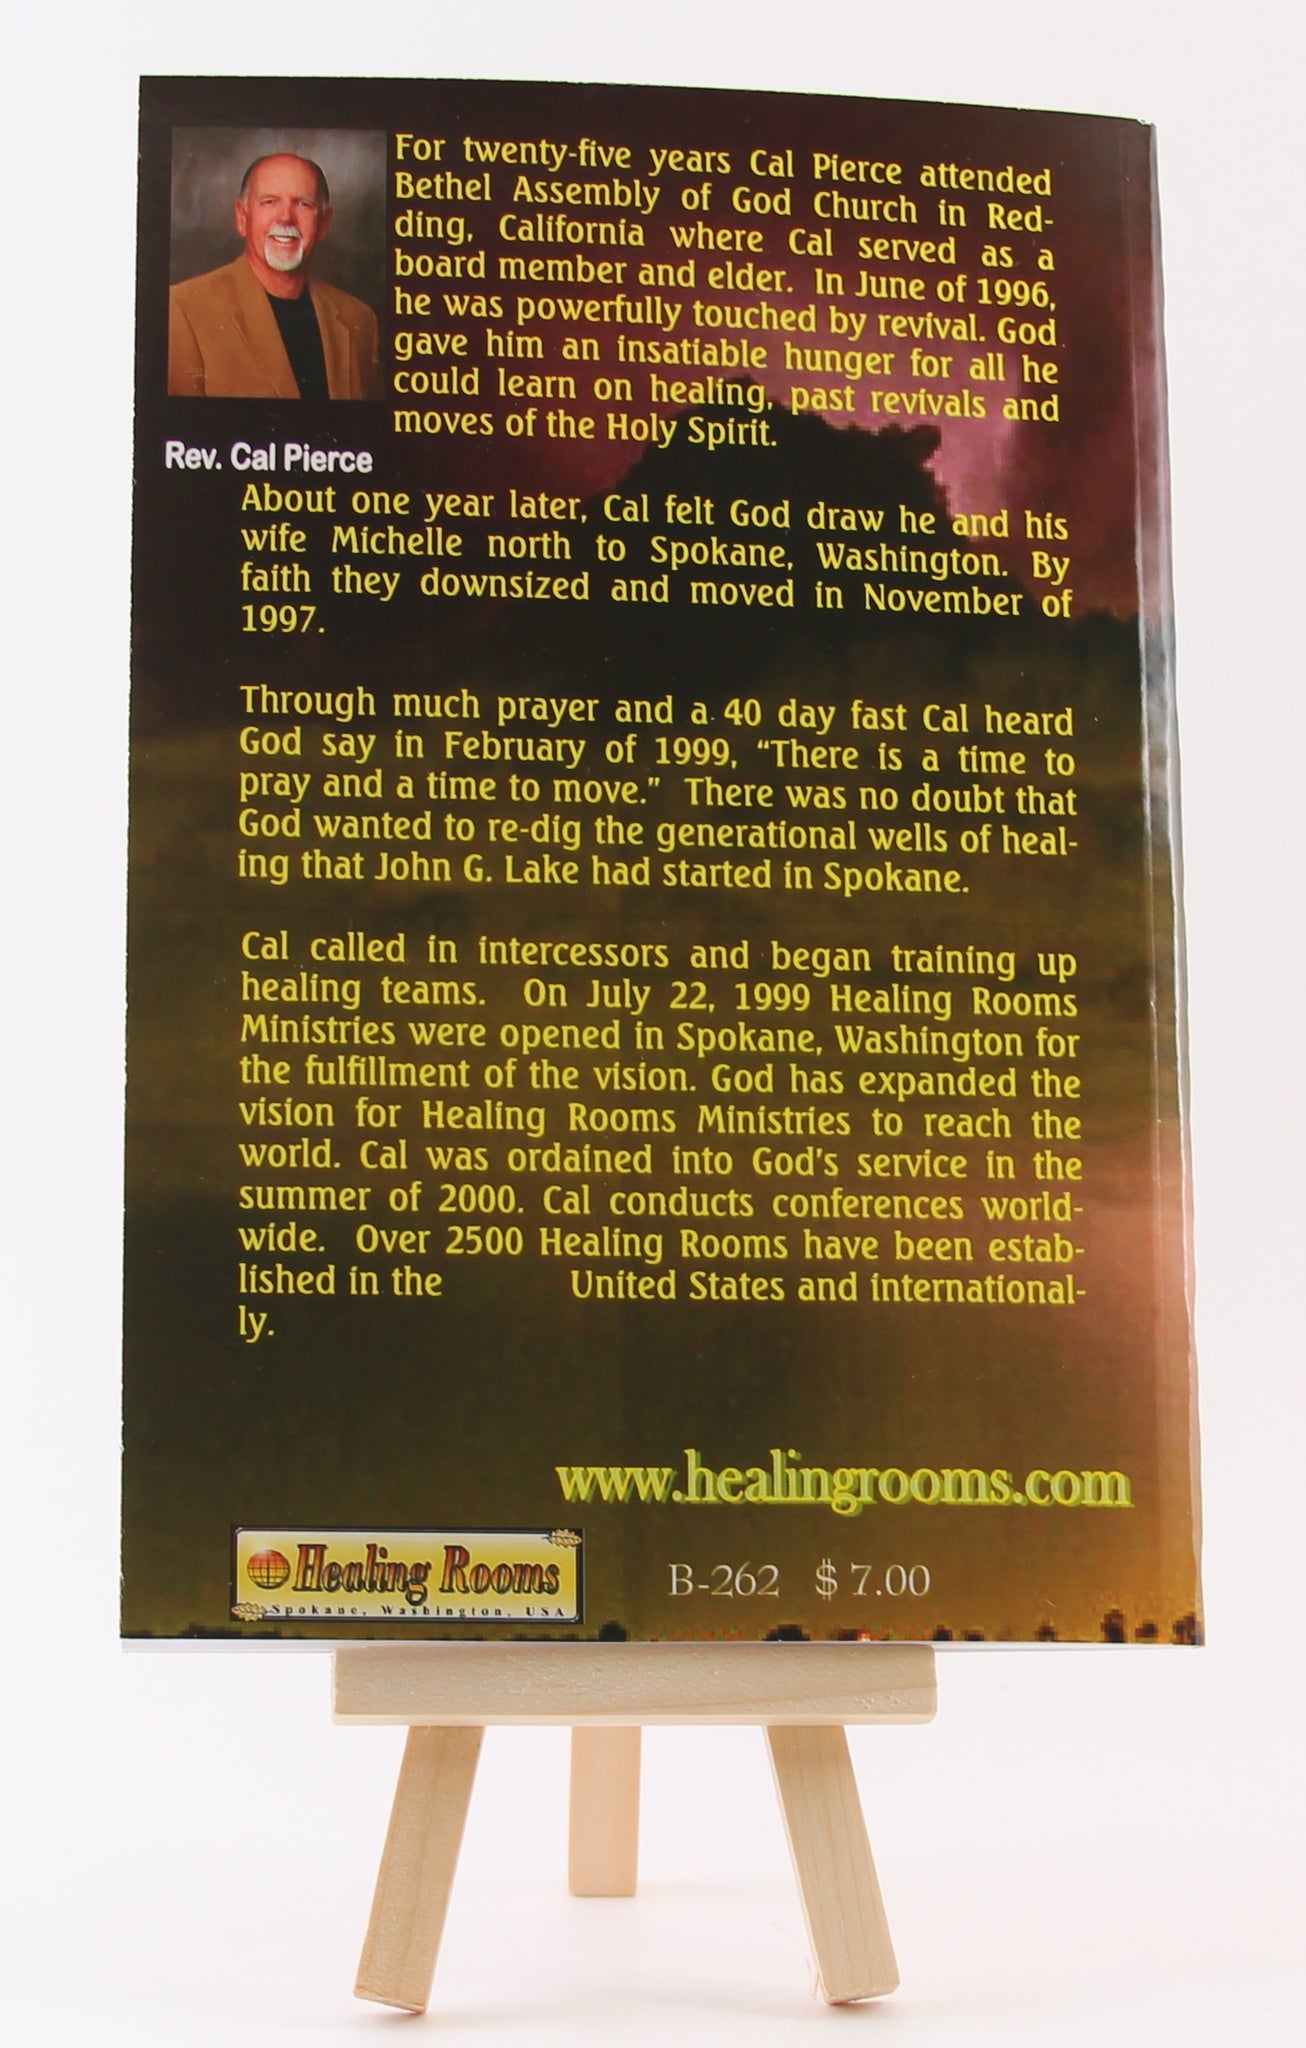 For twenty-five years Cal Pierce attended
Bethel Assembly of God Church in Red-
ding, California where Cal served as a
board member and elder. In June of 1996,
he was powerfully touched by revival. God
gave him an insatiable hunger for all he
could learn on healing, past revivals and
moves of the Holy Spirit.
Rev. Cal Pierce
About one year later, Cal felt God draw he and his
wife Michelle north to Spokane, Washington. By
faith they downsized and moved in November of
1997.
Through much prayer and a 40 day fast Cal heard
God say in February of 1999, “There is a time to
pray and a time to move.” There was no doubt that
God wanted to re-dig the generational wells of heal-
ing that John G. Lake had started in Spokane.
Cal called in intercessors and began training up
healing teams. On July 22, 1999 Healing Rooms
Ministries were opened in Spokane, Washington for
the fulfillment of the vision. God has expanded the
vision for Healing Rooms Ministries to reach the
world. Cal was ordained into God's service in the
summer of 2000. Cal conducts conferences world-
wide. Over 2500 Healing Rooms have been estab-
lished in the United States and international-
ly.
www.healingrooms.com
Healing Rooms
Spokane, Washington, USA
B-262 $ 7.00